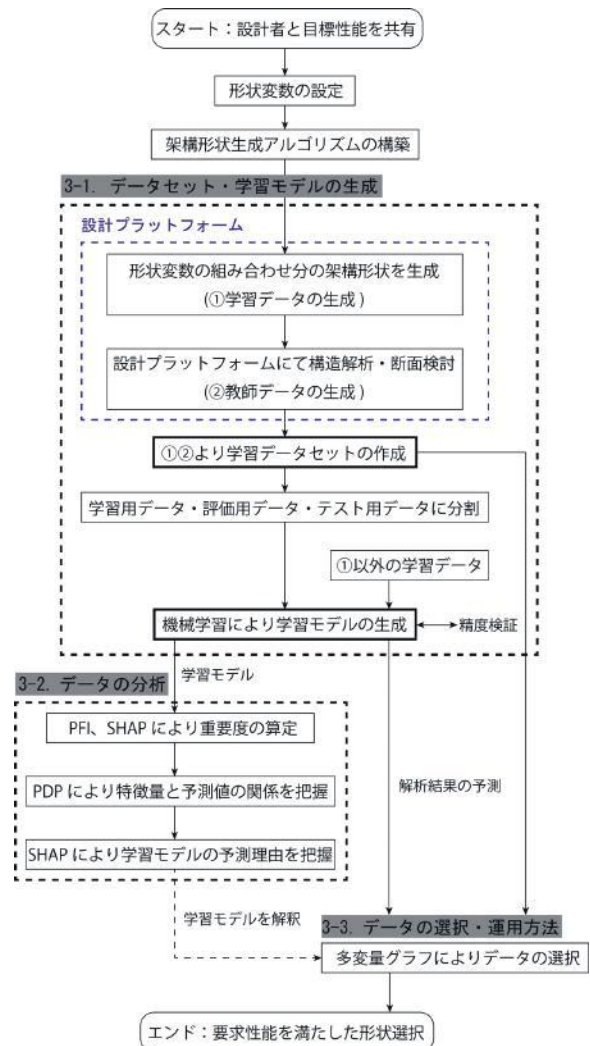 スタート：設計者と目標性能を共有
形状変数の設定
架構形状生成アルゴリズムの構築
3-1. データセット・学習モデルの生成
設計プラットフォーム
形状変数の組み合わせ分の架構形状を生成
(①学習データの生成)
設計プラットフォームにて構造解析・断面検討
(②教師データの生成)
①②より学習データセットの作成
学習用データ・評価用データ・テスト用データに分割
①以外の学習データ
機械学習により学習モデルの生成
精度検証
学習モデル
3-2. データの分析
PFI、SHAP により重要度の算定
PDP により特徴量と予測値の関係を把握
解析結果の予測
SHAP により学習モデルの予測理由を把握
学習モデルを解釈
3-3. データの選択・運用方法
多変量グラフによりデータの選択
エンド：要求性能を満たした形状選択